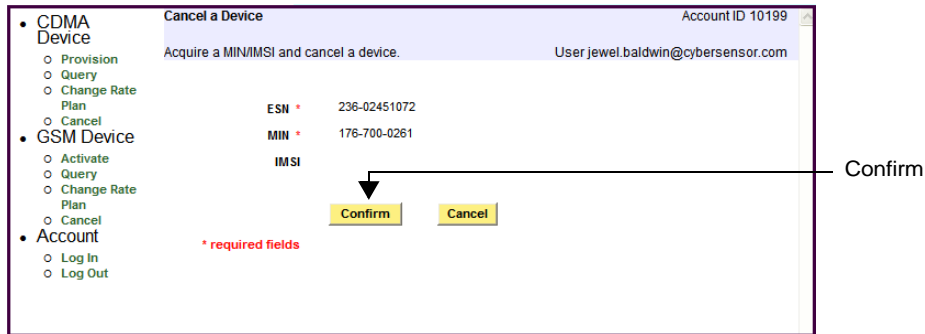 • CDMA
Device
o Provision
o Query
o Change Rate
Plan
o Cancel
• GSM Device
o Activate
o Query
o Change Rate
Plan
o Cancel
• Account
o Log In
o Log Out
Cancel a Device
Account ID 10199
Acquire a MIN/IMSI and cancel a device.
User jewel.baldwin@cybersensor.com
ESN * 236-02451072
MIN * 176-700-0261
IMSI
Confirm Cancel
* required fields
Confirm